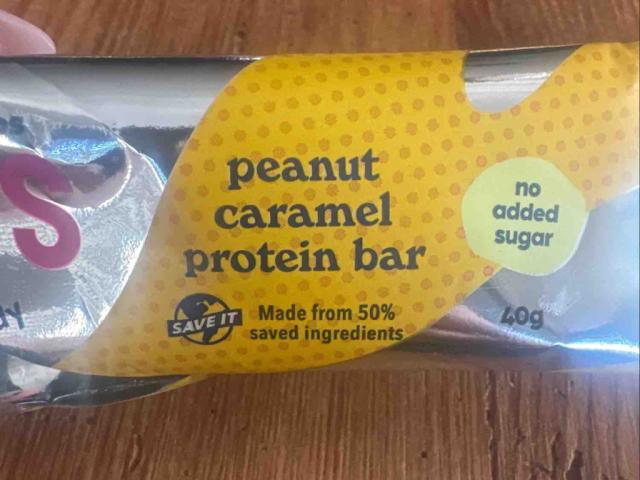 S
peanut
caramel
protein bar
no
added
sugar
SAVE IT
Made from 50%
saved ingredients
40g